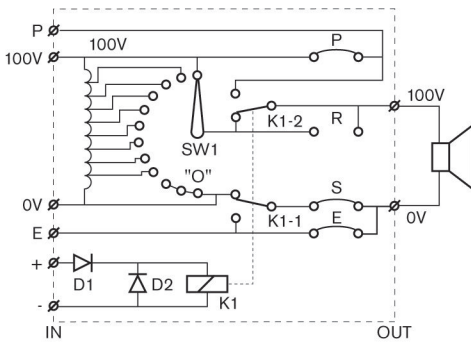 P
100V
100V
P
100V
K1-2
R
SW1
"O"
S
0V
K1-1
0V
E
E
+
D1
D2
K1
-
IN
OUT